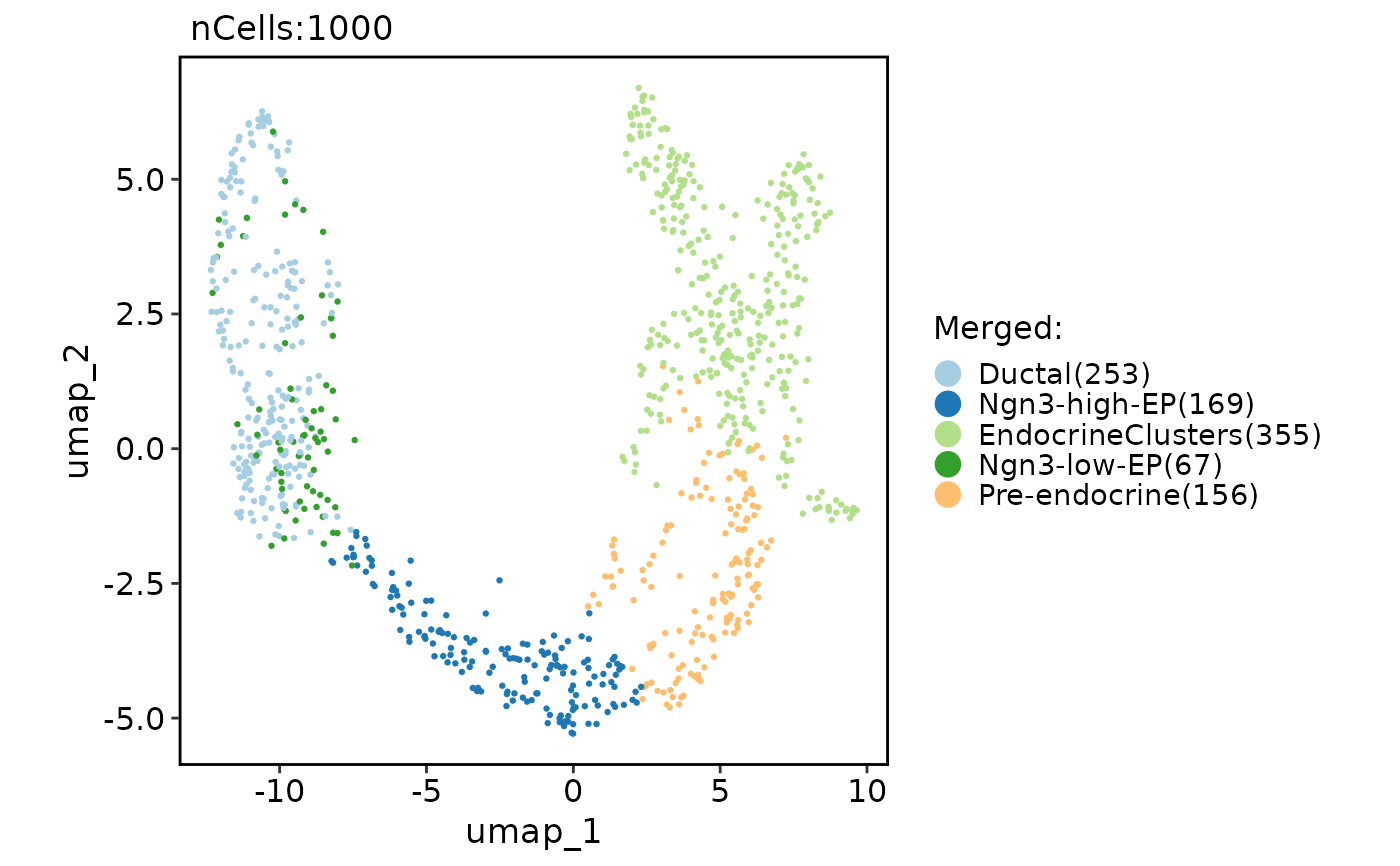 nCells:1000
5.0
2.5
0.0
-2.5
-5.0
umap_2
-10
-5
0
5
10
umap_1
Merged:
Ductal(253)
Ngn3-high-EP(169)
EndocrineClusters(355)
Ngn3-low-EP(67)
Pre-endocrine(156)